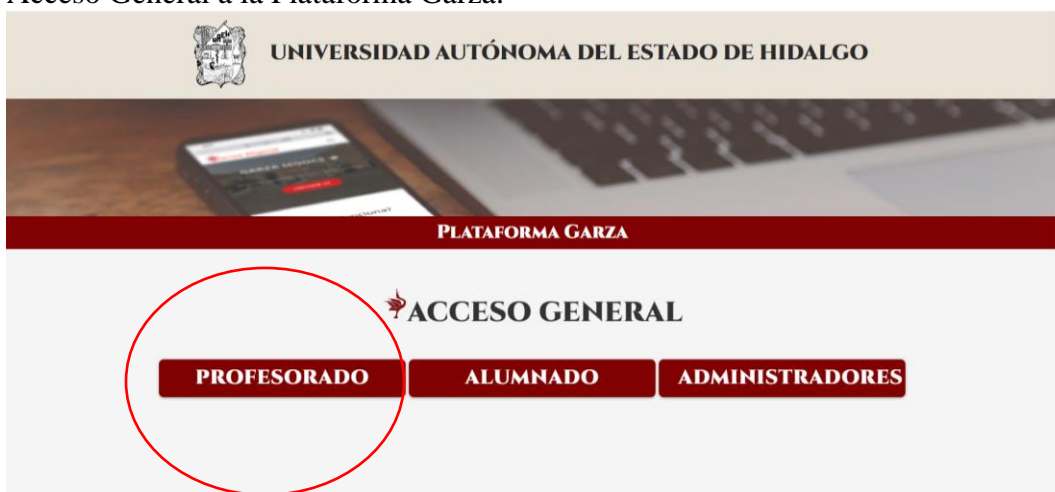 Acceso General a la Plataforma Garza.
UNIVERSIDAD AUTÓNOMA DEL ESTADO DE HIDALGO
PLATAFORMA GARZA
ACCESO GENERAL
PROFESORADO
ALUMNADO
ADMINISTRADORES